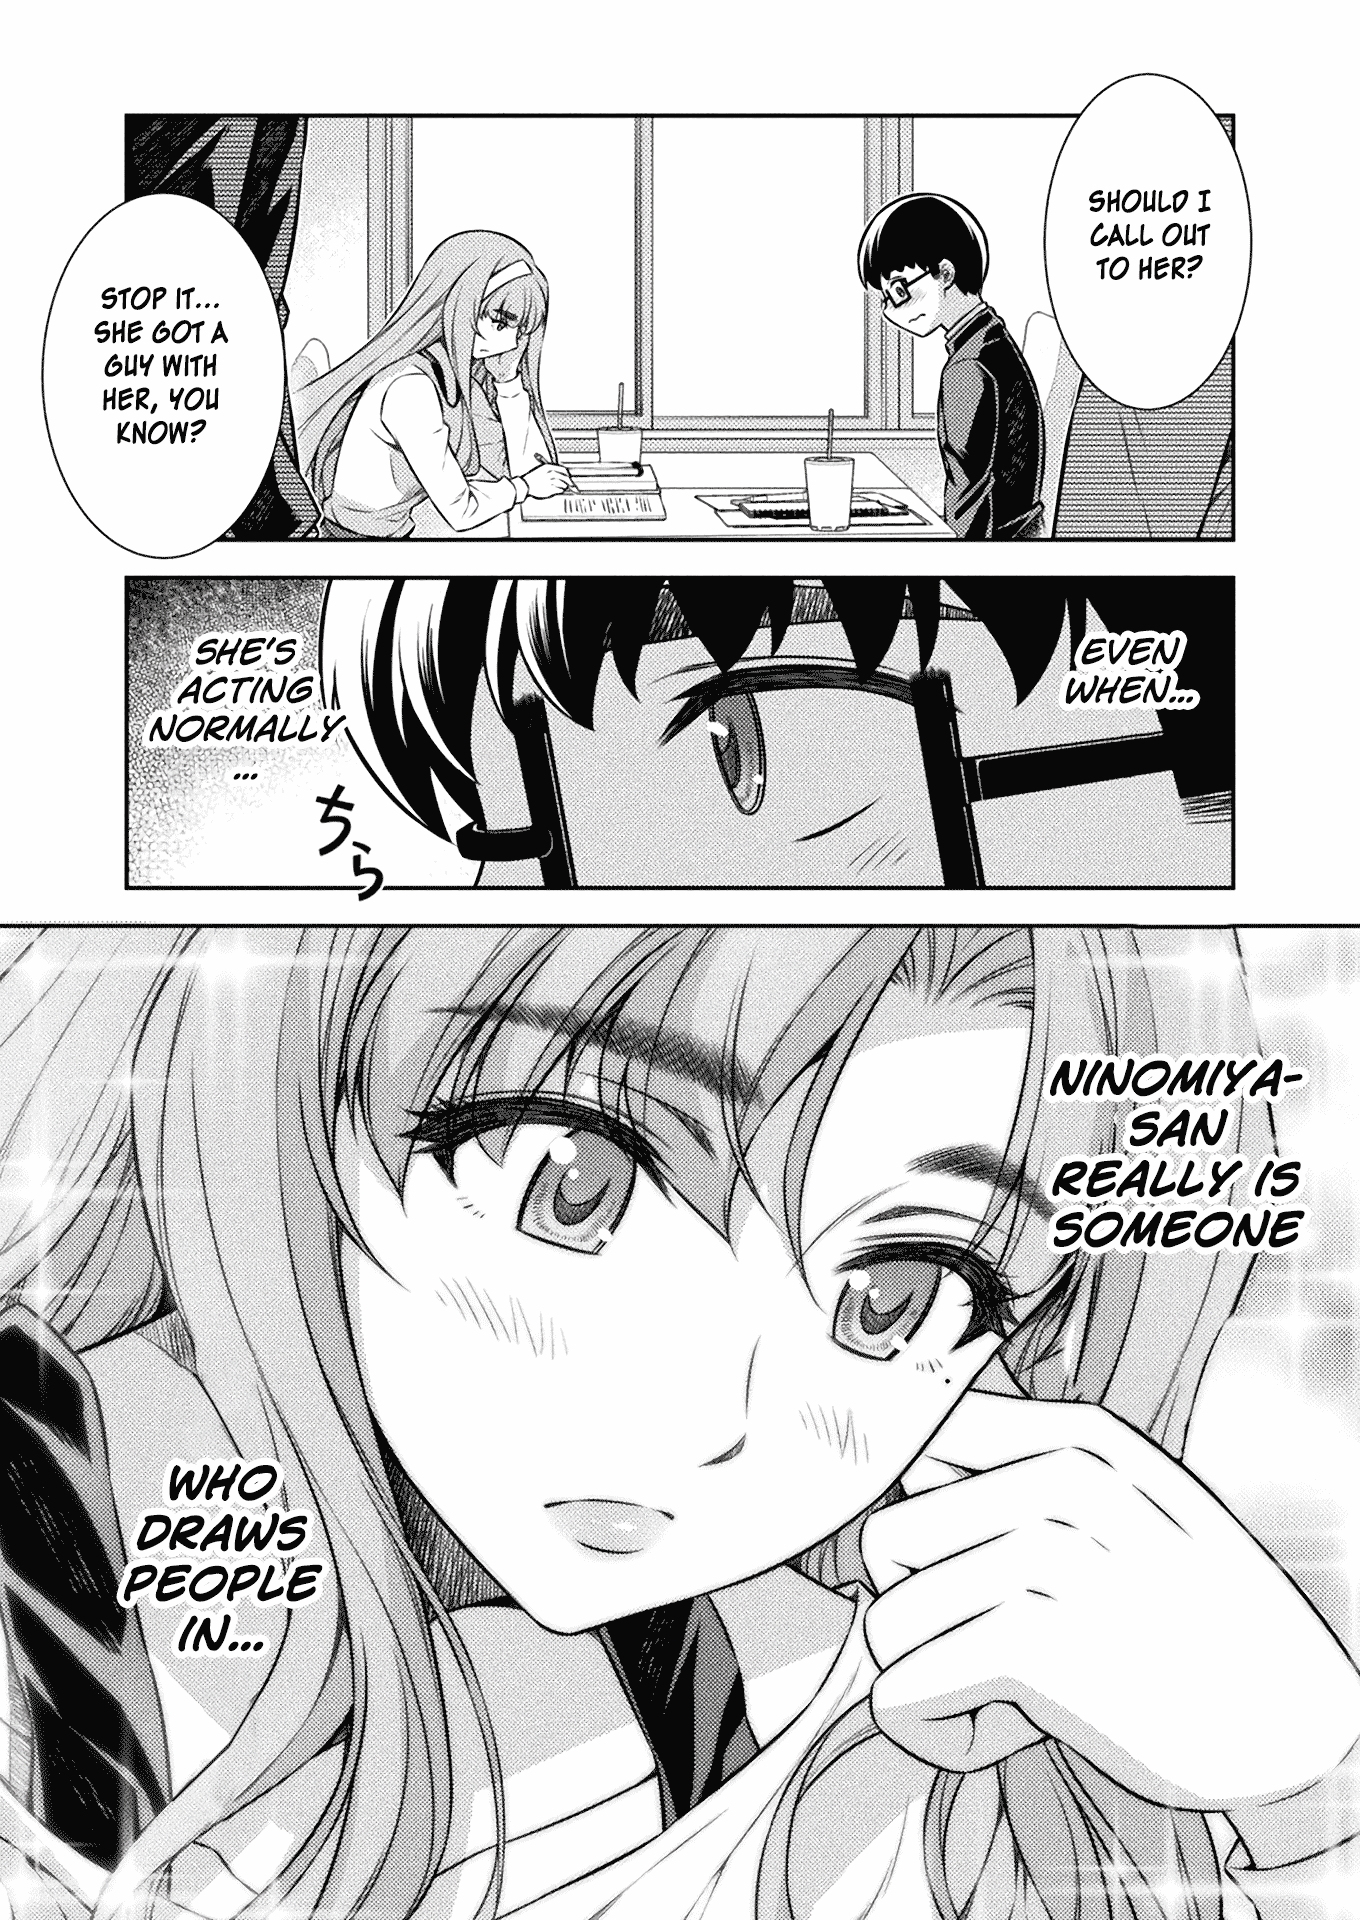 SHOULD I
CALL OUT
TO HER?
STOP IT...
SHE GOT A
GUY WITH
HER, YOU
KNOW?
EVEN
WHEN...
SHE'S
ACTING
NORMALLY
...
ちら
NINOMIYA-
SAN
REALLY IS
SOMEONE
WHO
DRAWS
PEOPLE
IN...